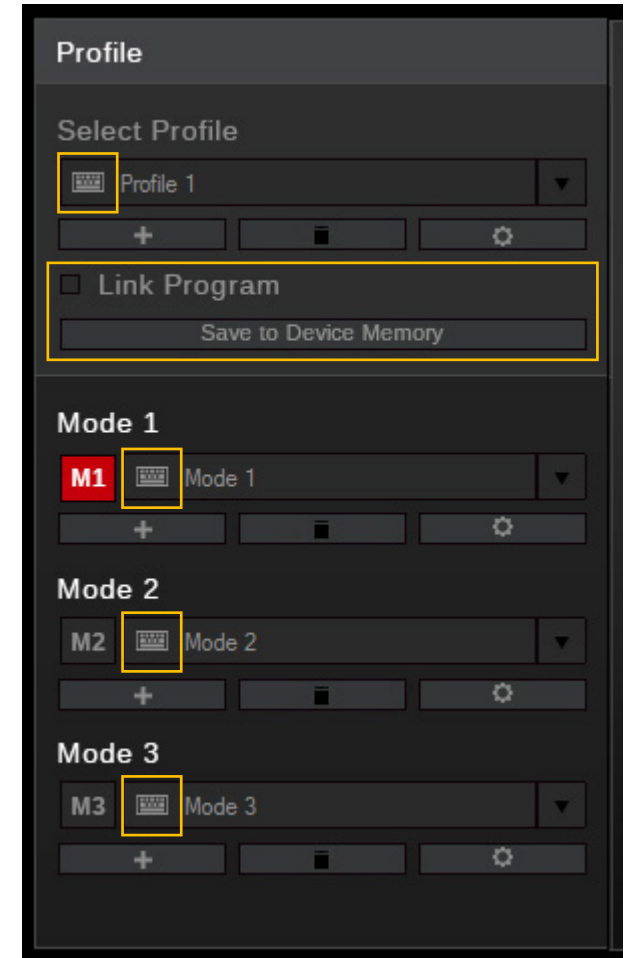 Profile
Select Profile
Profile 1
Link Program
Save to Device Memory
Mode 1
M1 Mode 1
Mode 2
M2 Mode 2
Mode 3
M3 Mode 3